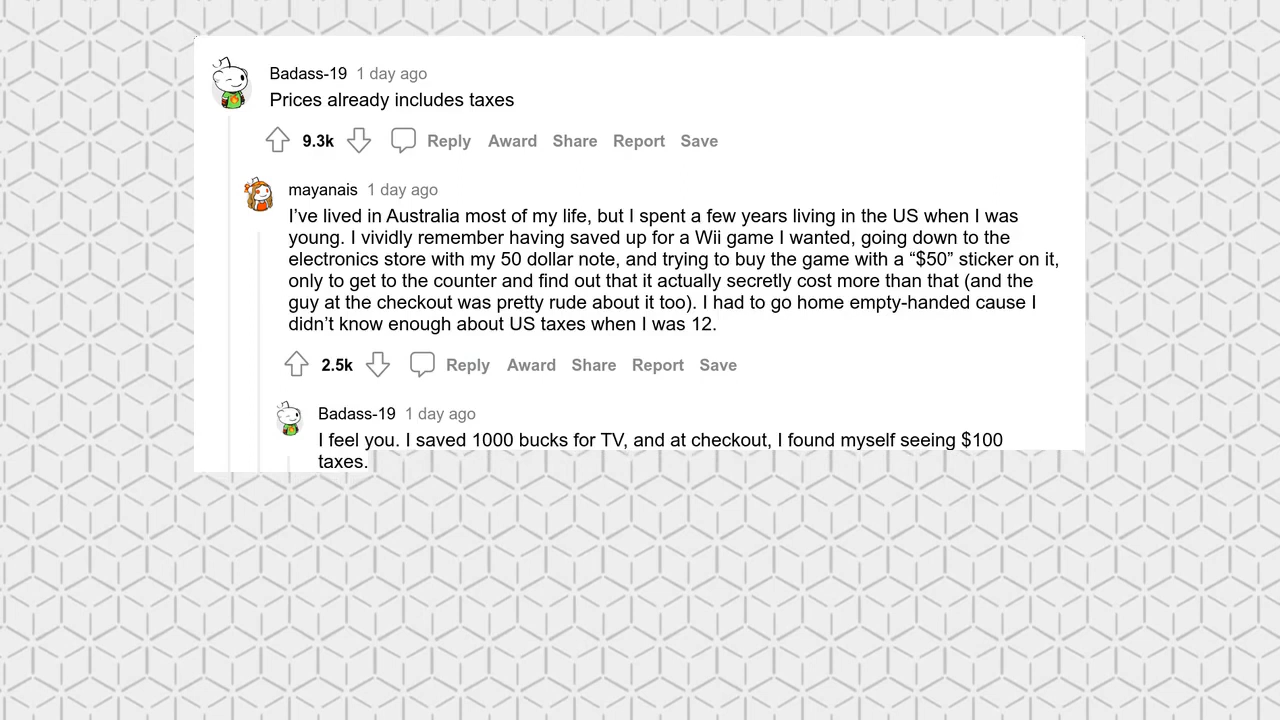 Badass-19 1 day ago
Prices already includes taxes
9.3k Reply Award Share Report Save
mayanais 1 day ago
I’ve lived in Australia most of my life, but I spent a few years living in the US when I was
young. I vividly remember having saved up for a Wii game I wanted, going down to the
electronics store with my 50 dollar note, and trying to buy the game with a “$50” sticker on it,
only to get to the counter and find out that it actually secretly cost more than that (and the
guy at the checkout was pretty rude about it too). I had to go home empty-handed cause I
didn’t know enough about US taxes when I was 12.
2.5k Reply Award Share Report Save
Badass-19 1 day ago
I feel you. I saved 1000 bucks for TV, and at checkout, I found myself seeing $100
taxes.